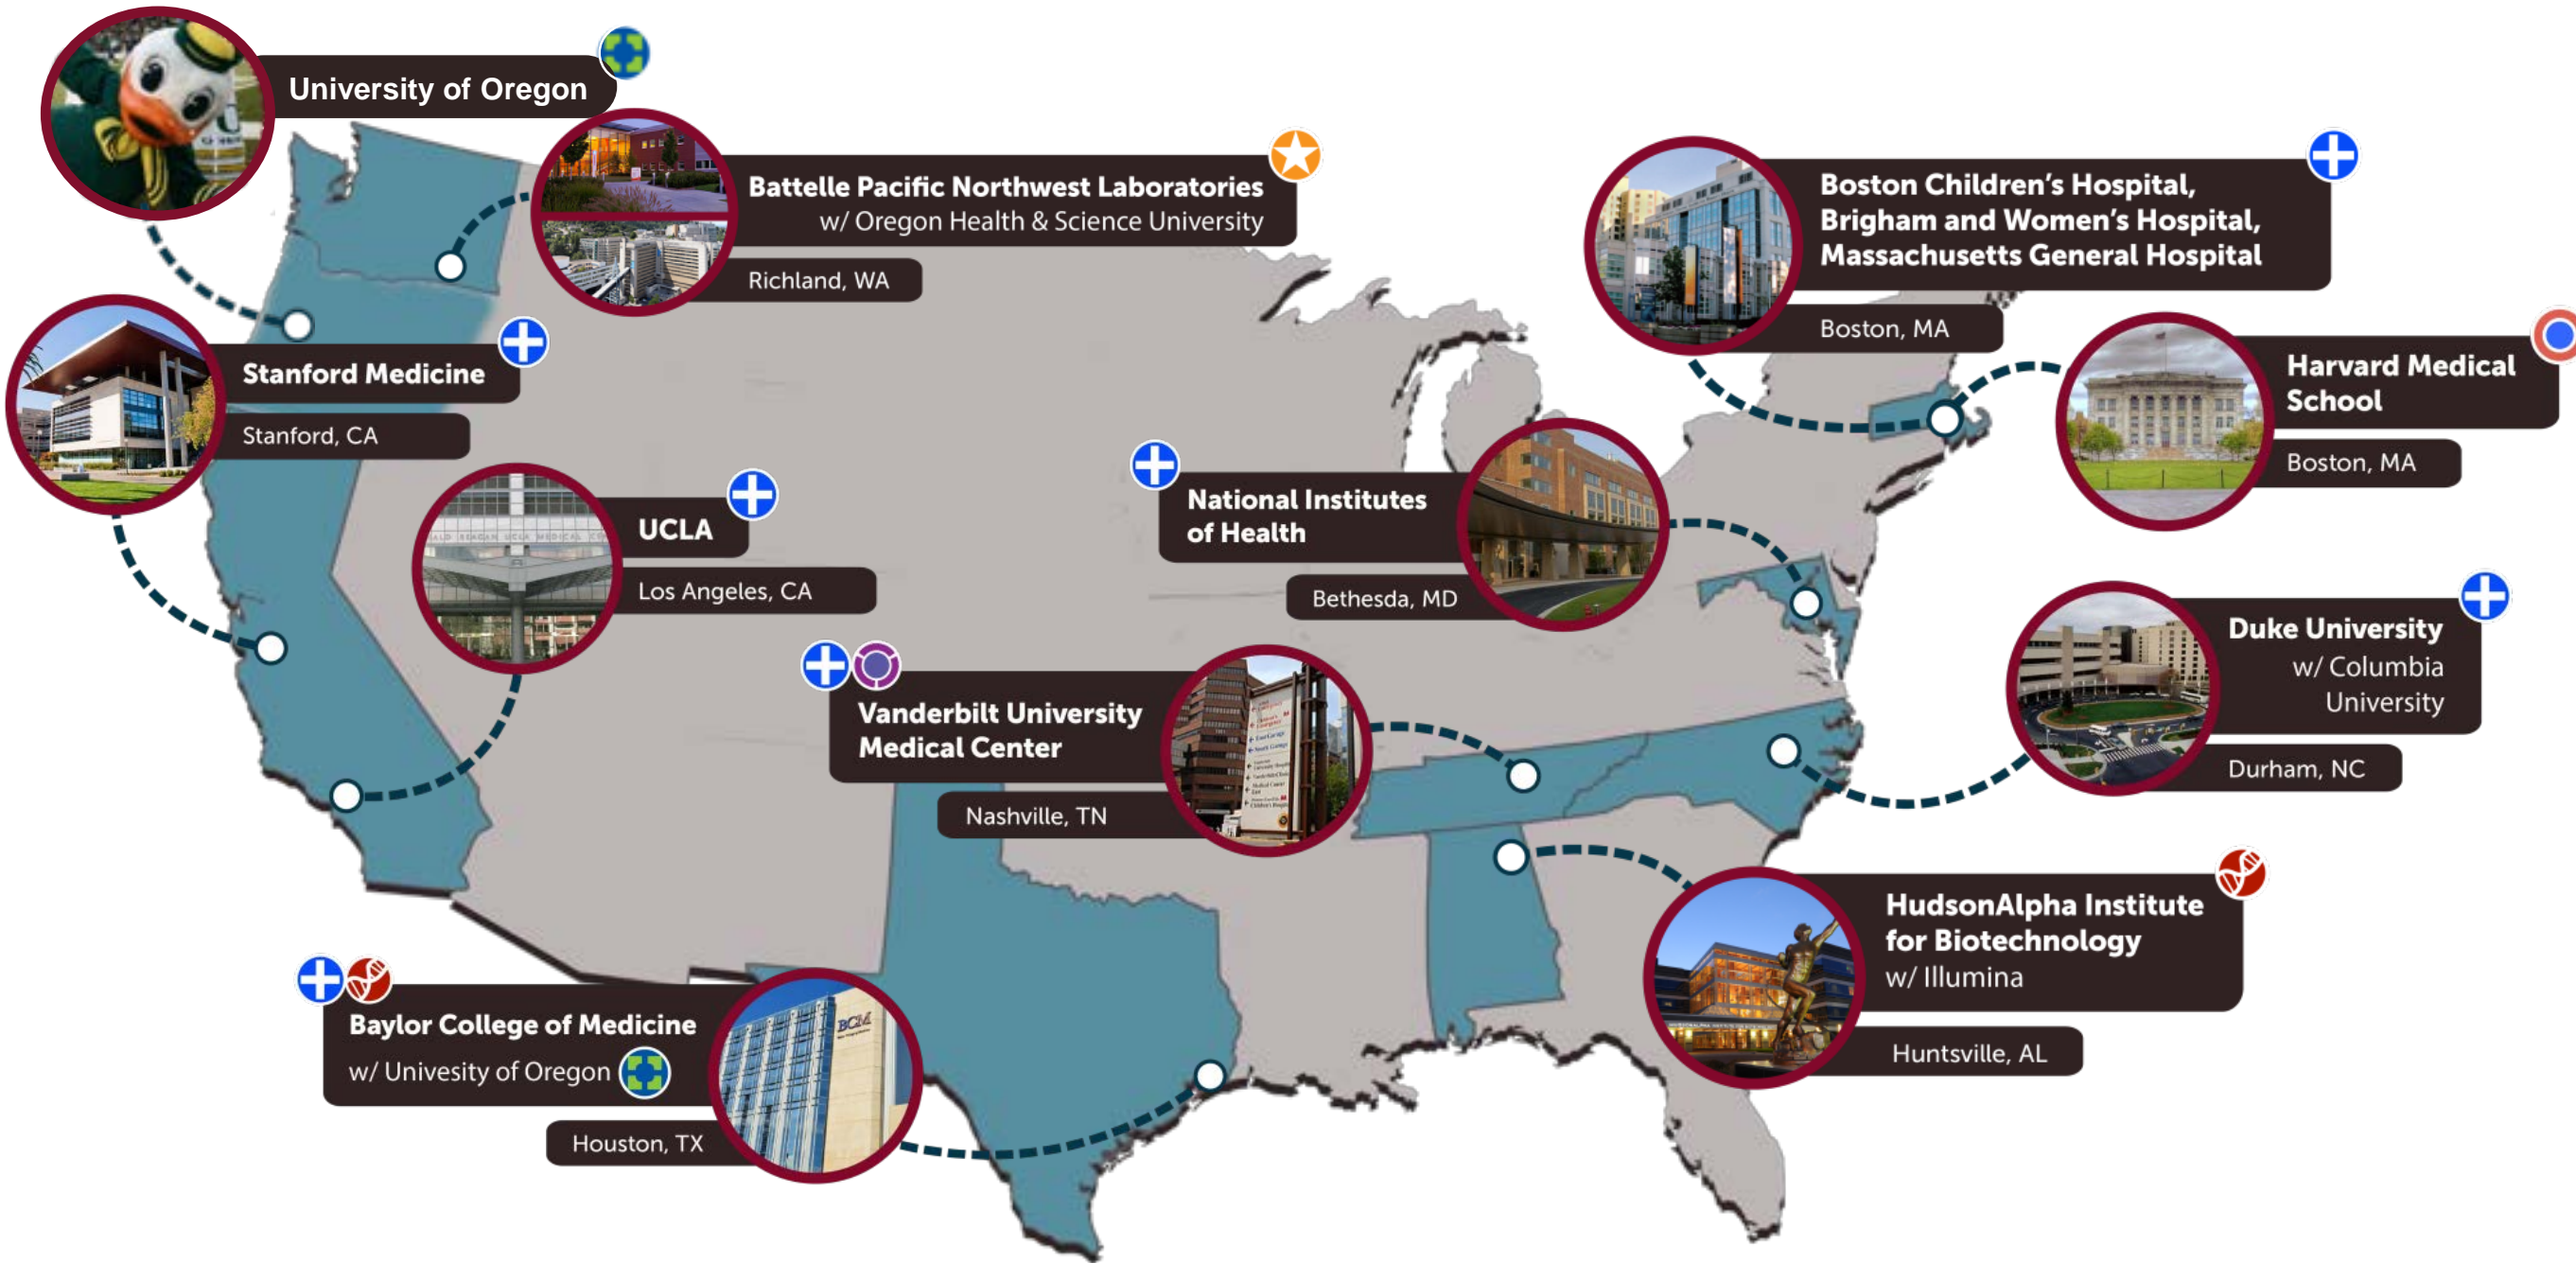 University of Oregon
Battelle Pacific Northwest Laboratories
w/ Oregon Health & Science University
Richland, WA
Boston Children’s Hospital,
Brigham and Women’s Hospital,
Massachusetts General Hospital
Boston, MA
Harvard Medical
School
Boston, MA
Stanford Medicine
Stanford, CA
UCLA
Los Angeles, CA
National Institutes
of Health
Bethesda, MD
Duke University
w/ Columbia
University
Durham, NC
Vanderbilt University
Medical Center
Nashville, TN
HudsonAlpha Institute
for Biotechnology
w/ Illumina
Huntsville, AL
Baylor College of Medicine
w/ Univesity of Oregon
BCM
Houston, TX